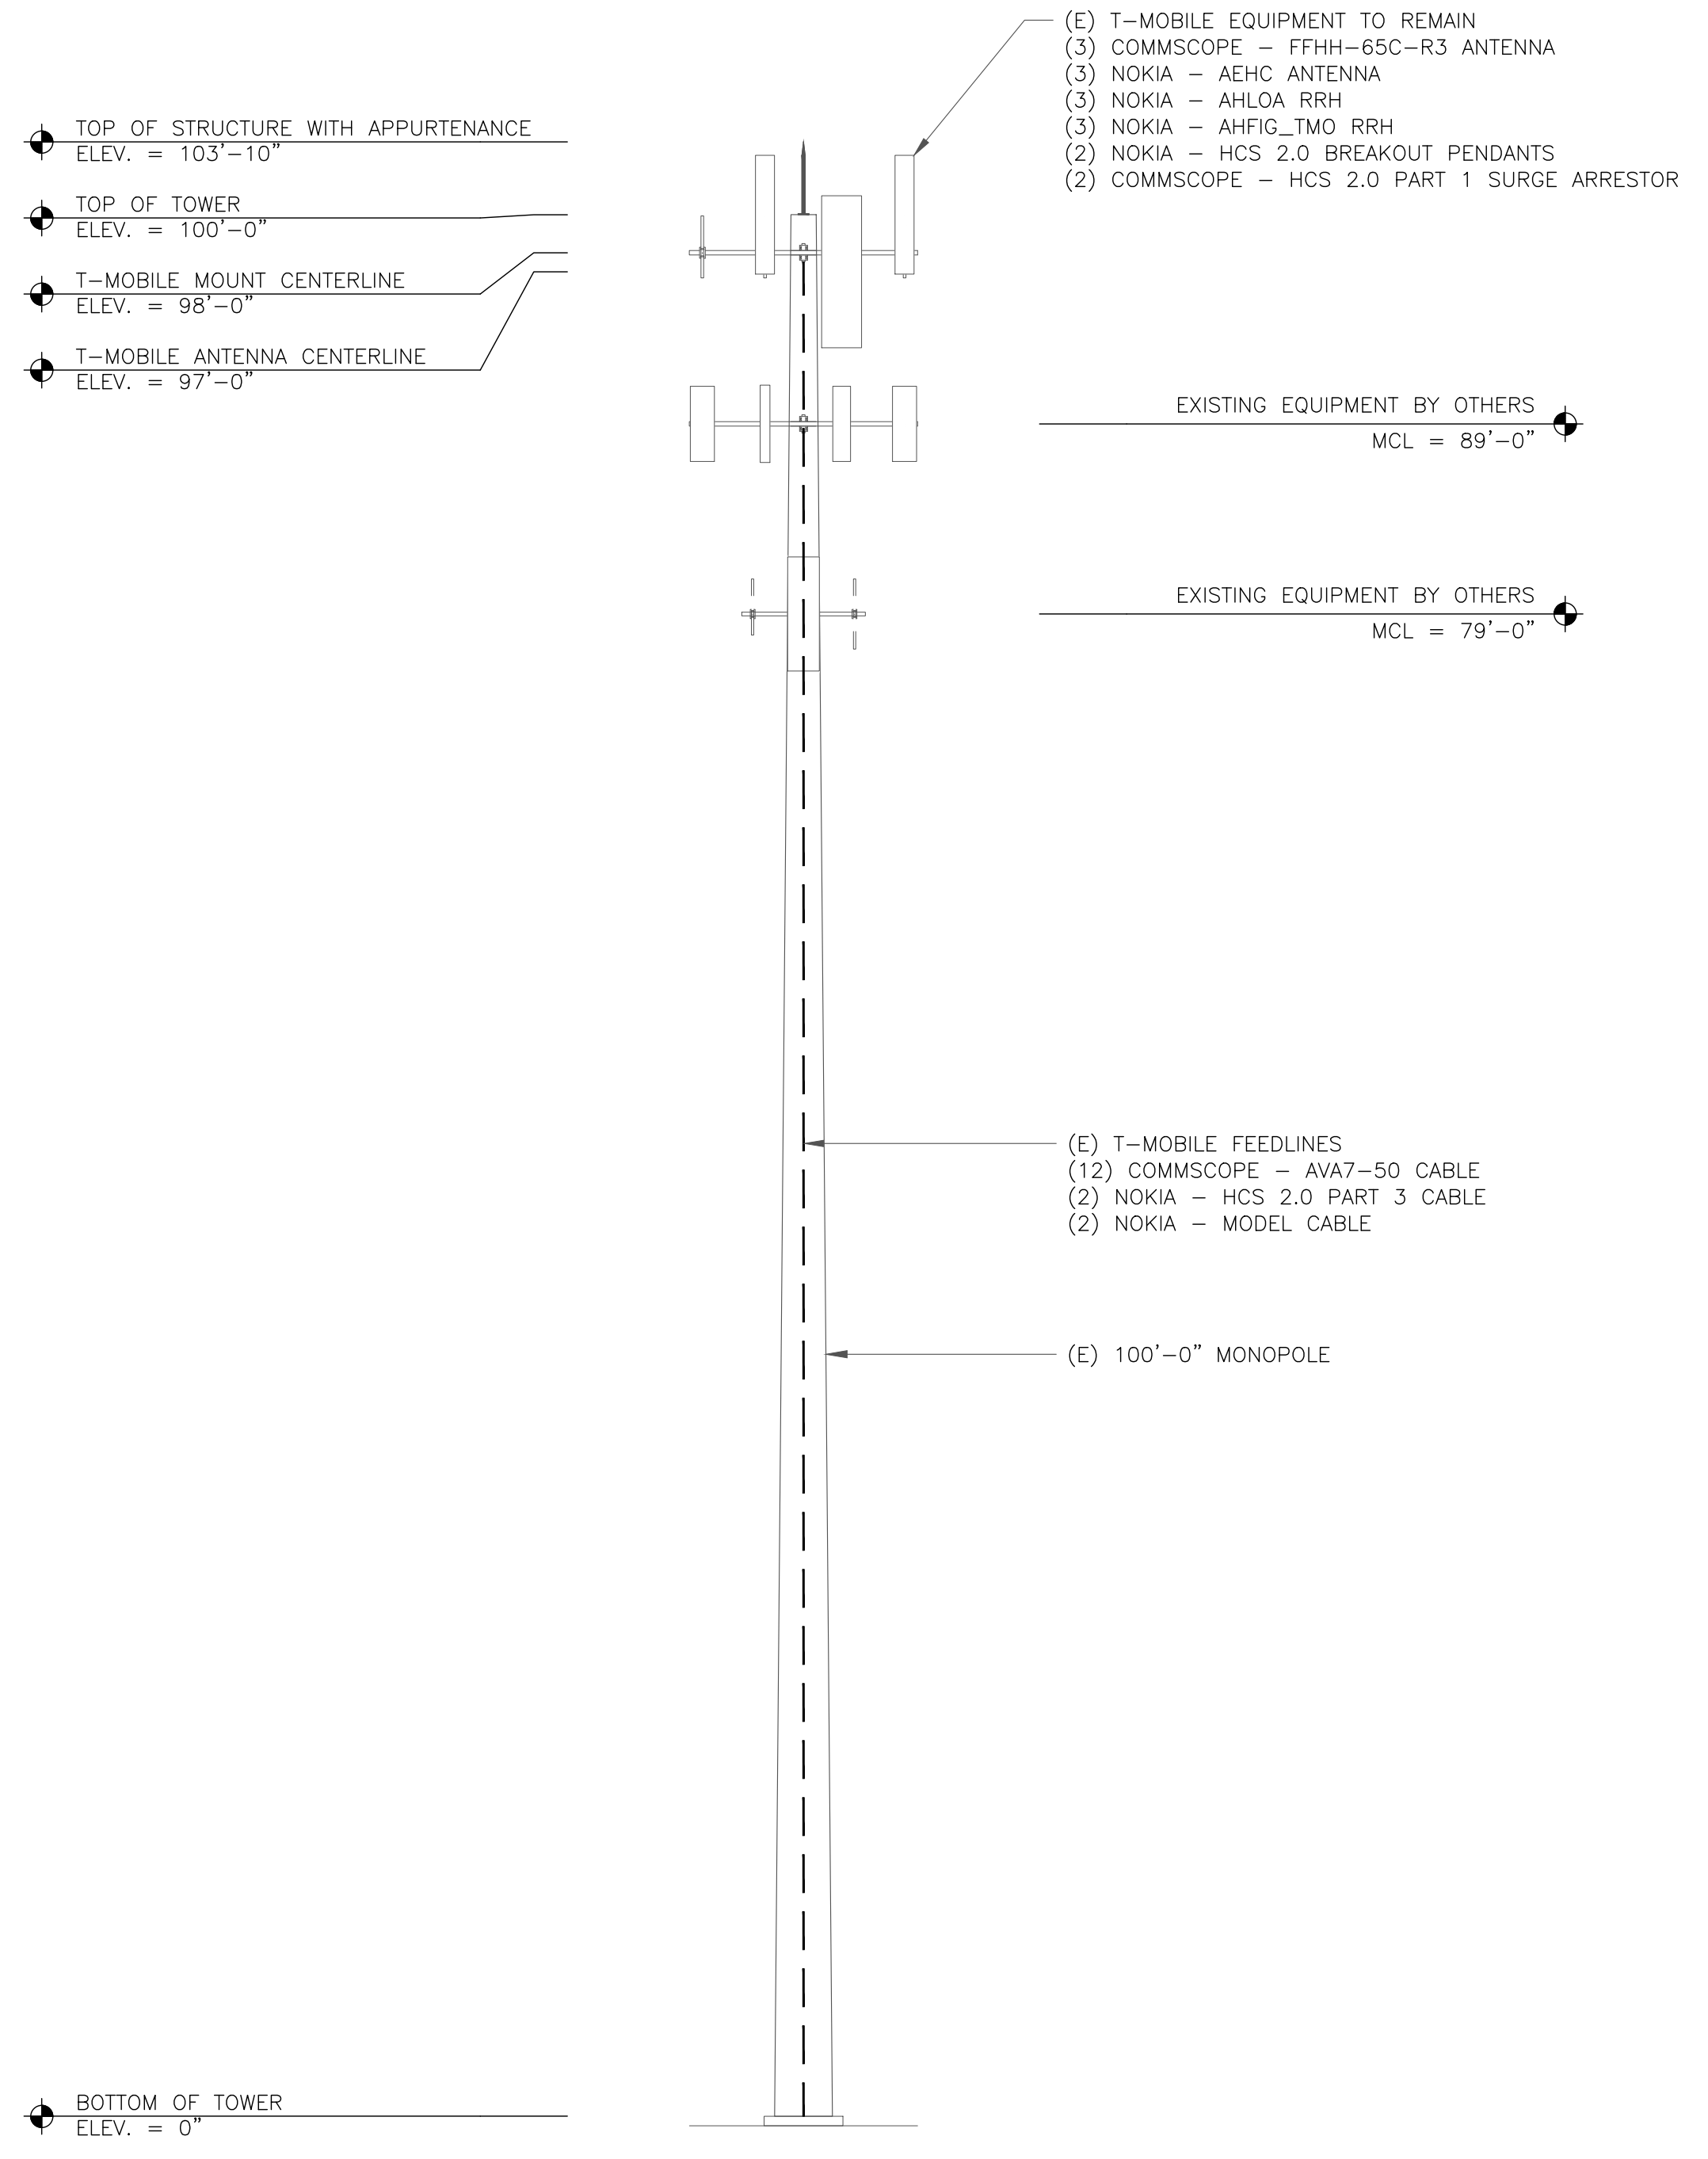 (E) T-MOBILE EQUIPMENT TO REMAIN
(3) COMMSCOPE - FFHH-65C-R3 ANTENNA
(3) NOKIA - AEHC ANTENNA
(3) NOKIA - AHLOA RRH
(3) NOKIA - AHFIG_TMO RRH
(2) NOKIA - HCS 2.0 BREAKOUT PENDANTS
(2) COMMSCOPE - HCS 2.0 PART 1 SURGE ARRESTOR
TOP OF STRUCTURE WITH APPURTENANCE
ELEV. = 103'-10"
TOP OF TOWER
ELEV. = 100'-0"
T-MOBILE MOUNT CENTERLINE
ELEV. = 98'-0"
T-MOBILE ANTENNA CENTERLINE
ELEV. = 97'-0"
EXISTING EQUIPMENT BY OTHERS
MCL = 89'-0"
EXISTING EQUIPMENT BY OTHERS
MCL = 79'-0"
(E) T-MOBILE FEEDLINES
(12) COMMSCOPE - AVA7-50 CABLE
(2) NOKIA - HCS 2.0 PART 3 CABLE
(2) NOKIA - MODEL CABLE
(E) 100'-0" MONOPOLE
BOTTOM OF TOWER
ELEV. = 0"